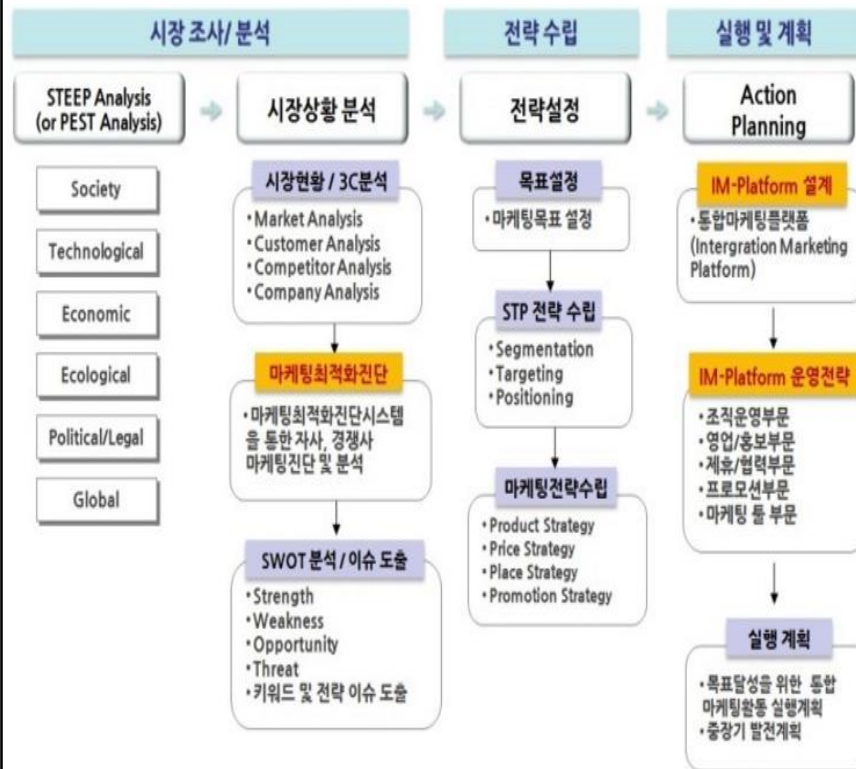 시장 조사/ 분석
전략 수립
실행 및 계획
STEEP Analysis
(or PEST Analysis)
시장상황 분석
전략설정
Action
Planning
Society
Technological
Economic
Ecological
Political/Legal
Global
시장현황 / 3C분석
•Market Analysis
•Customer Analysis
•Competitor Analysis
•Company Analysis
마케팅최적화진단
•마케팅최적화진단시스템
을 통한 자사, 경쟁사
마케팅진단 및 분석
SWOT 분석 / 이슈 도출
•Strength
•Weakness
•Opportunity
•Threat
•키워드 및 전략 이슈 도출
목표설정
•마케팅목표 설정
STP 전략 수립
•Segmentation
•Targeting
•Positioning
마케팅전략수립
•Product Strategy
•Price Strategy
•Place Strategy
•Promotion Strategy
IM-Platform 설계
•통합마케팅플랫폼
(Intergration Marketing
Platform)
IM-Platform 운영전략
•조직운영부문
•영업/홍보부문
•제휴/협력부문
•프로모션부문
•마케팅 툴 부문
실행 계획
•목표달성을 위한 통합
마케팅활동 실행계획
•중장기 발전계획